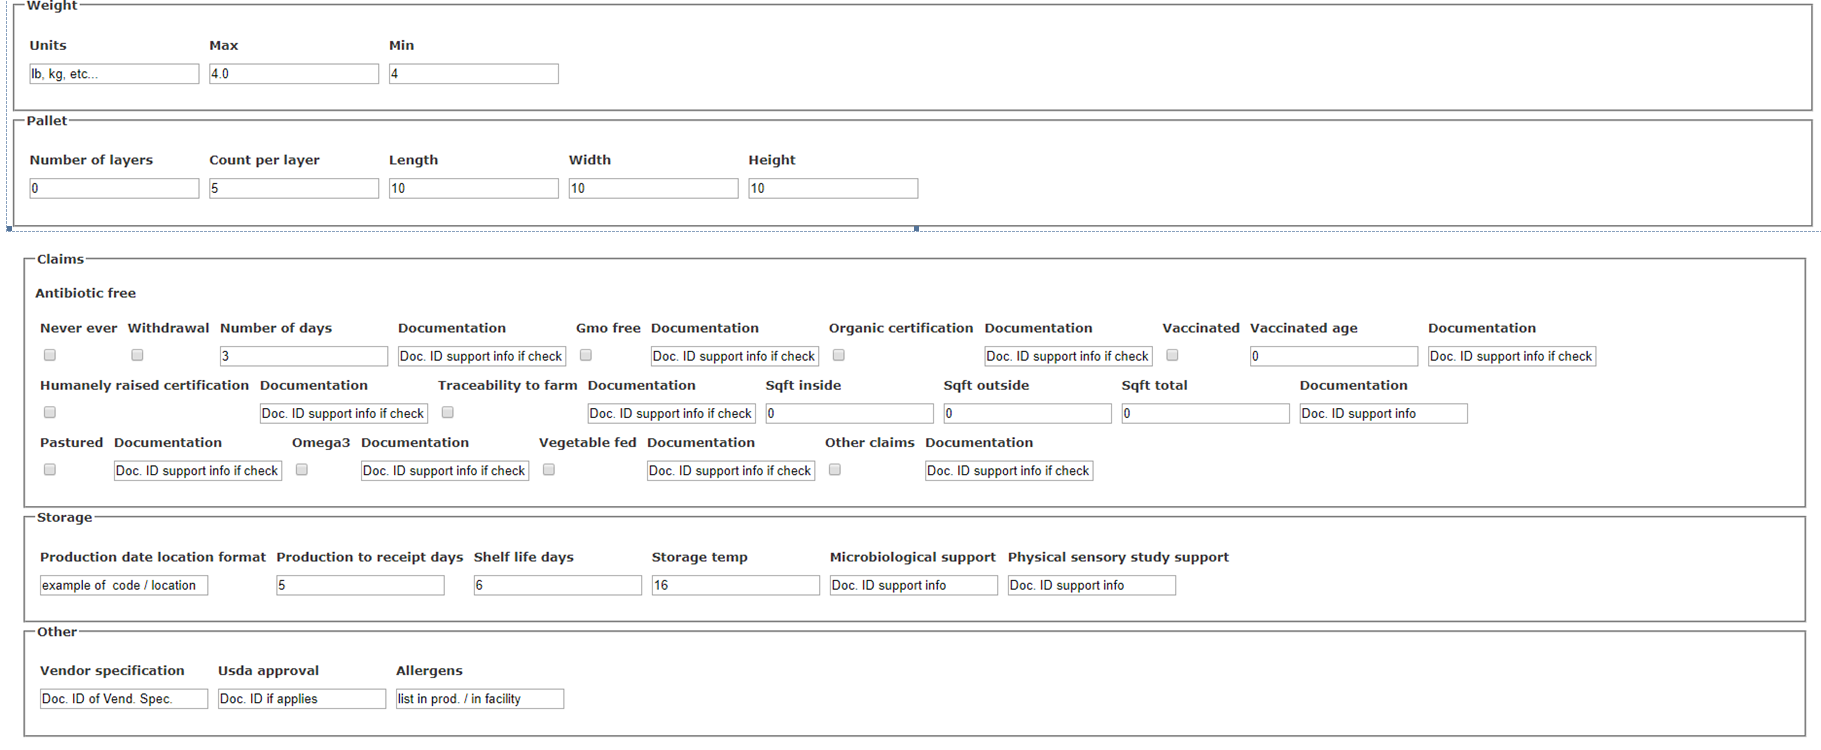 Weight
Units Max Min
lb, kg, etc... 4.0 4
Pallet
Number of layers Count per layer Length Width Height
0 5 10 10 10
Claims
Antibiotic free
Never ever Withdrawal Number of days Documentation Gmo free Documentation Organic certification Documentation Vaccinated Vaccinated age Documentation
3 Doc. ID support info if check Doc. ID support info if check Doc. ID support info if check 0 Doc. ID support info if check
Humanely raised certification Documentation Traceability to farm Documentation Sqft inside Sqft outside Sqft total Documentation
Doc. ID support info if check Doc. ID support info if check 0 0 0 Doc. ID support info
Pastured Documentation Omega3 Documentation Vegetable fed Documentation Other claims Documentation
Doc. ID support info if check Doc. ID support info if check Doc. ID support info if check Doc. ID support info if check
Storage
Production date location format Production to receipt days Shelf life days Storage temp Microbiological support Physical sensory study support
example of  code / location 5 6 16 Doc. ID support info Doc. ID support info
Other
Vendor specification Usda approval Allergens
Doc. ID of Vend. Spec. Doc. ID if applies list in prod. / in facility